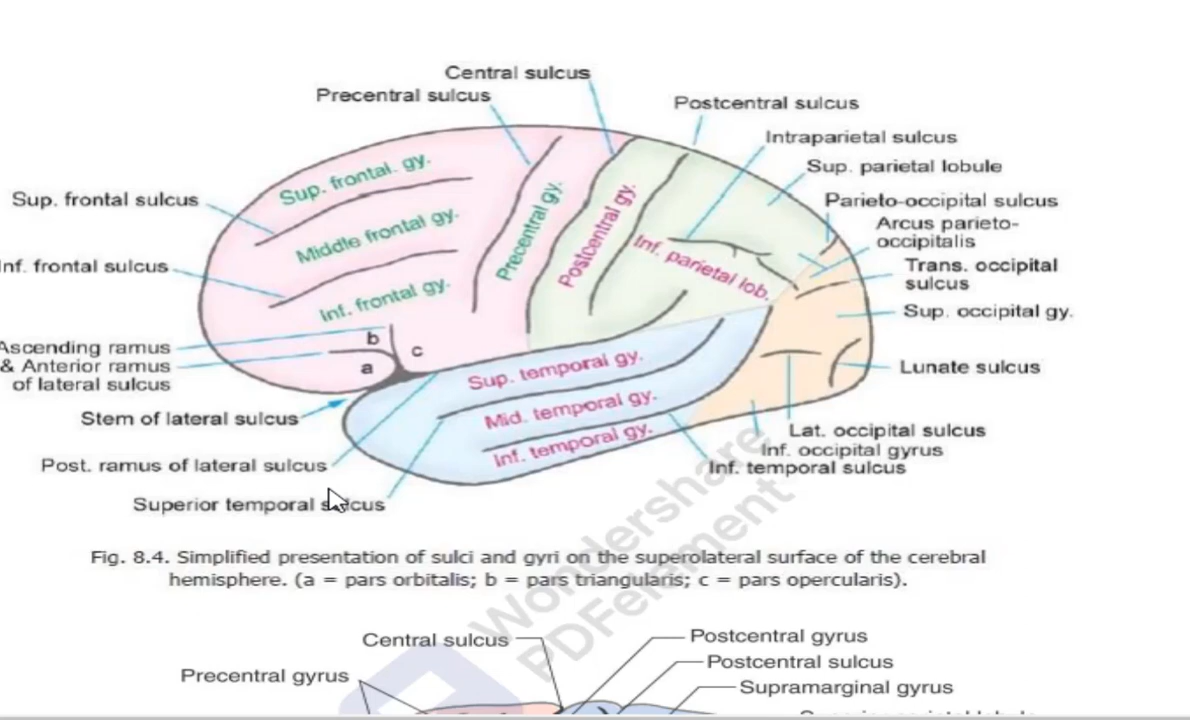 Central sulcus
Precentral sulcus
Postcentral sulcus
Intraparietal sulcus
Sup. parietal lobule
Parieto-occipital sulcus
Arcus parieto-
occipitalis
Trans. occipital
sulcus
Sup. occipital gy.
Lunate sulcus
Lat. occipital sulcus
Inf. occipital gyrus
Inf. temporal sulcus
Sup. frontal sulcus
Inf. frontal sulcus
Ascending ramus
& Anterior ramus
of lateral sulcus
Stem of lateral sulcus
Post. ramus of lateral sulcus
Superior temporal sulcus
Sup. frontal. gy.
Middle frontal gy.
Inf. frontal gy.
Precentral gy.
Postcentral gy.
Inf. parietal lob.
b
c
a
Sup. temporal gy.
Mid. temporal gy.
Inf. temporal gy.
Fig. 8.4. Simplified presentation of sulci and gyri on the superolateral surface of the cerebral
hemisphere. (a = pars orbitalis; b = pars triangularis; c = pars opercularis).
Wondershare
PDFelement
Central sulcus
Precentral gyrus
Postcentral gyrus
Postcentral sulcus
Supramarginal gyrus